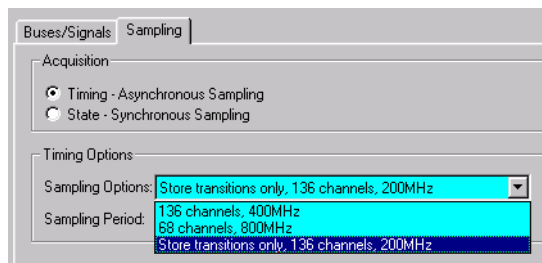 Buses/Signals Sampling
Acquisition
Timing - Asynchronous Sampling
State - Synchronous Sampling
Timing Options
Sampling Options: Store transitions only, 136 channels, 200MHz
136 channels, 400MHz
Sampling Period:
68 channels, 800MHz
Store transitions only, 136 channels, 200MHz